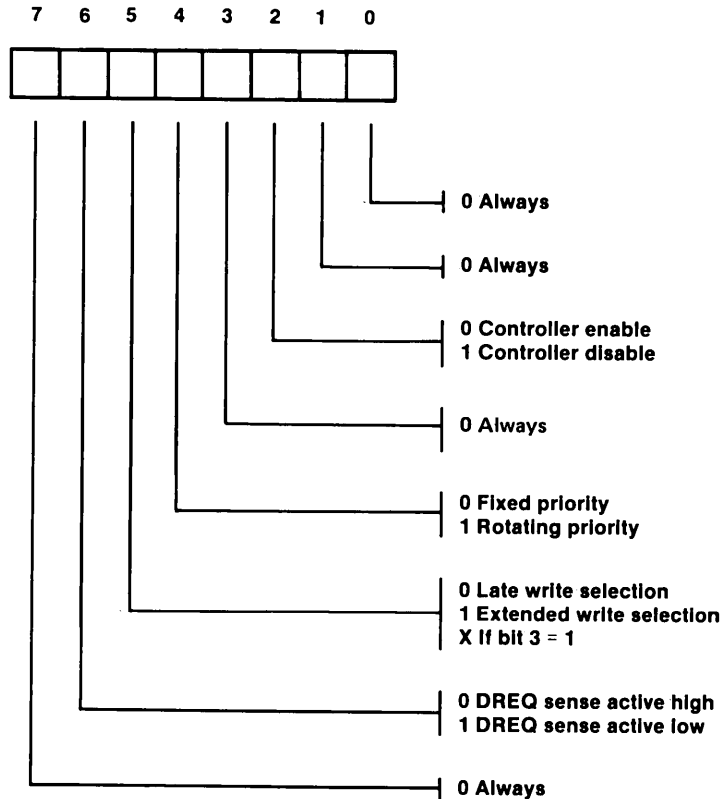 7 6 5 4 3 2 1 0
0 Always
0 Always
0 Controller enable
1 Controller disable
0 Always
0 Fixed priority
1 Rotating priority
0 Late write selection
1 Extended write selection
X If bit 3 = 1
0 DREQ sense active high
1 DREQ sense active low
0 Always